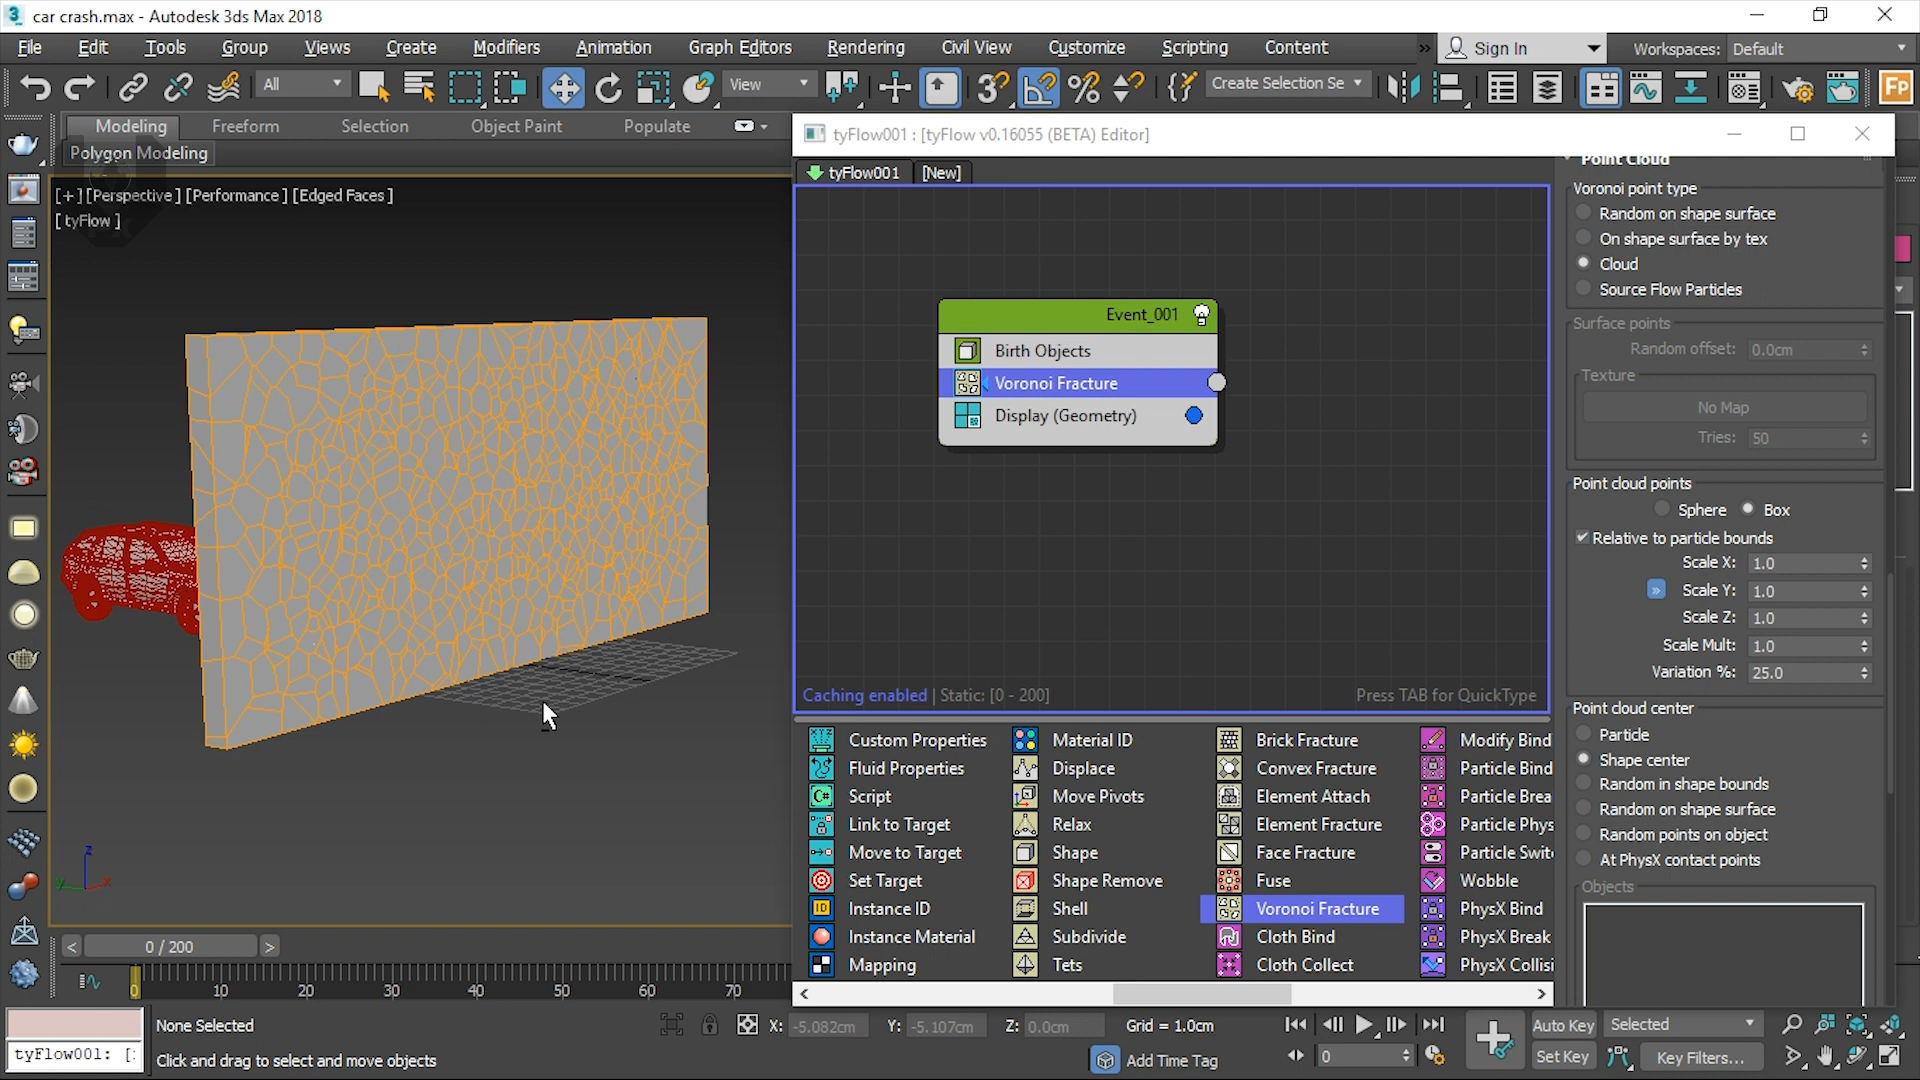 car crash.max - Autodesk 3ds Max 2018
File Edit Tools Group Views Create Modifiers Animation Graph Editors Rendering Civil View Customize Scripting Content » Sign In Workspaces: Default
All View Create Selection Se
Modeling Freeform Selection Object Paint Populate
Polygon Modeling
tyFlow001 : [tyFlow v0.16055 (BETA) Editor]
tyFlow001 [New]
[+] [Perspective] [Performance] [Edged Faces]
[tyFlow]
Event_001
Birth Objects
Voronoi Fracture
Display (Geometry)
Caching enabled | Static: [0 - 200] Press TAB for QuickType
Point Cloud
Voronoi point type
Random on shape surface
On shape surface by tex
Cloud
Source Flow Particles
Surface points
Random offset: 0.0cm
Texture
No Map
Tries: 50
Point cloud points
Sphere Box
Relative to particle bounds
Scale X: 1.0
» Scale Y: 1.0
Scale Z: 1.0
Scale Mult: 1.0
Variation %: 25.0
Point cloud center
Particle
Shape center
Random in shape bounds
Random on shape surface
Random points on object
At PhysX contact points
Objects
Custom Properties Material ID Brick Fracture Modify Bind
Fluid Properties Displace Convex Fracture Particle Bind
Script Move Pivots Element Attach Particle Brea
Link to Target Relax Element Fracture Particle Phys
Move to Target Shape Face Fracture Particle Swit
Set Target Shape Remove Fuse Wobble
Instance ID Shell Voronoi Fracture PhysX Bind
Instance Material Subdivide Cloth Bind PhysX Break
Mapping Tets Cloth Collect PhysX Collisi
z
y x
< 0 / 200 >
0 10 20 30 40 50 60 70
None Selected X: -5.082cm Y: -5.107cm Z: 0.0cm Grid = 1.0cm Auto Key Selected
tyFlow001: [ Click and drag to select and move objects Add Time Tag 0 Set Key Key Filters...